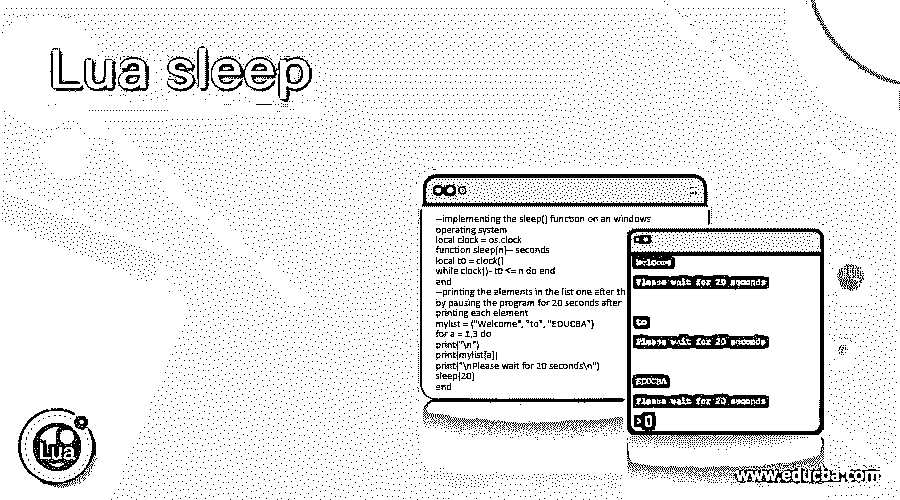 Lua sleep
--implementing the sleep() function on an windows
operating system
local clock = os.clock
function sleep(n)-- seconds
local t0 = clock()
while clock()- t0 <= n do end
end
--printing the elements in the list one after th
by pausing the program for 20 seconds after
printing each element
mylist = {"Welcome", "to", "EDUCBA"}
for a = 1,3 do
print("\n")
print(mylist[a])
print("\nPlease wait for 20 seconds\n")
sleep(20)
end
Welcome
Please wait for 20 seconds
to
Please wait for 20 seconds
EDUCBA
Please wait for 20 seconds
>
Lua
www.educba.com